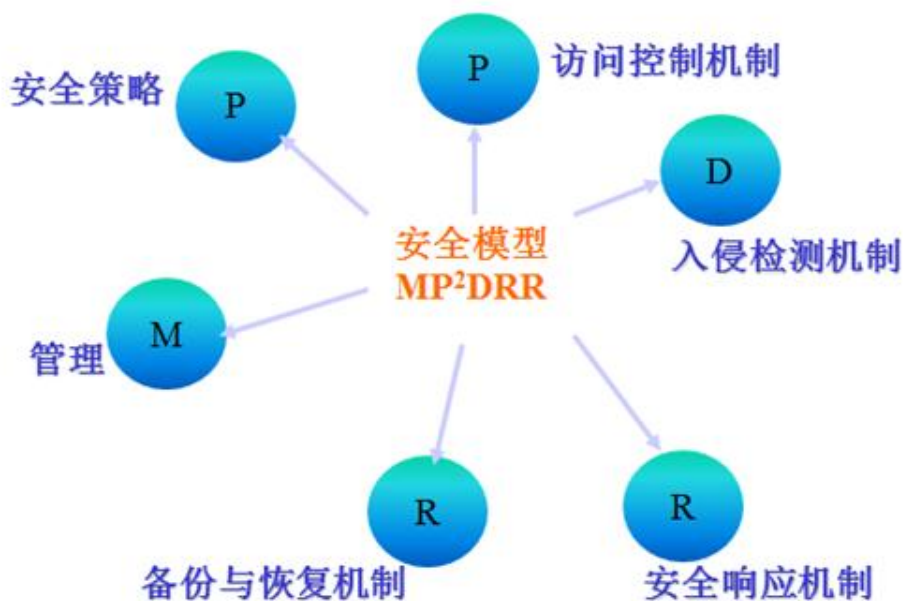 P
访问控制机制
安全策略
P
D
入侵检测机制
安全模型
MP²DRR
M
管理
R
备份与恢复机制
R
安全响应机制